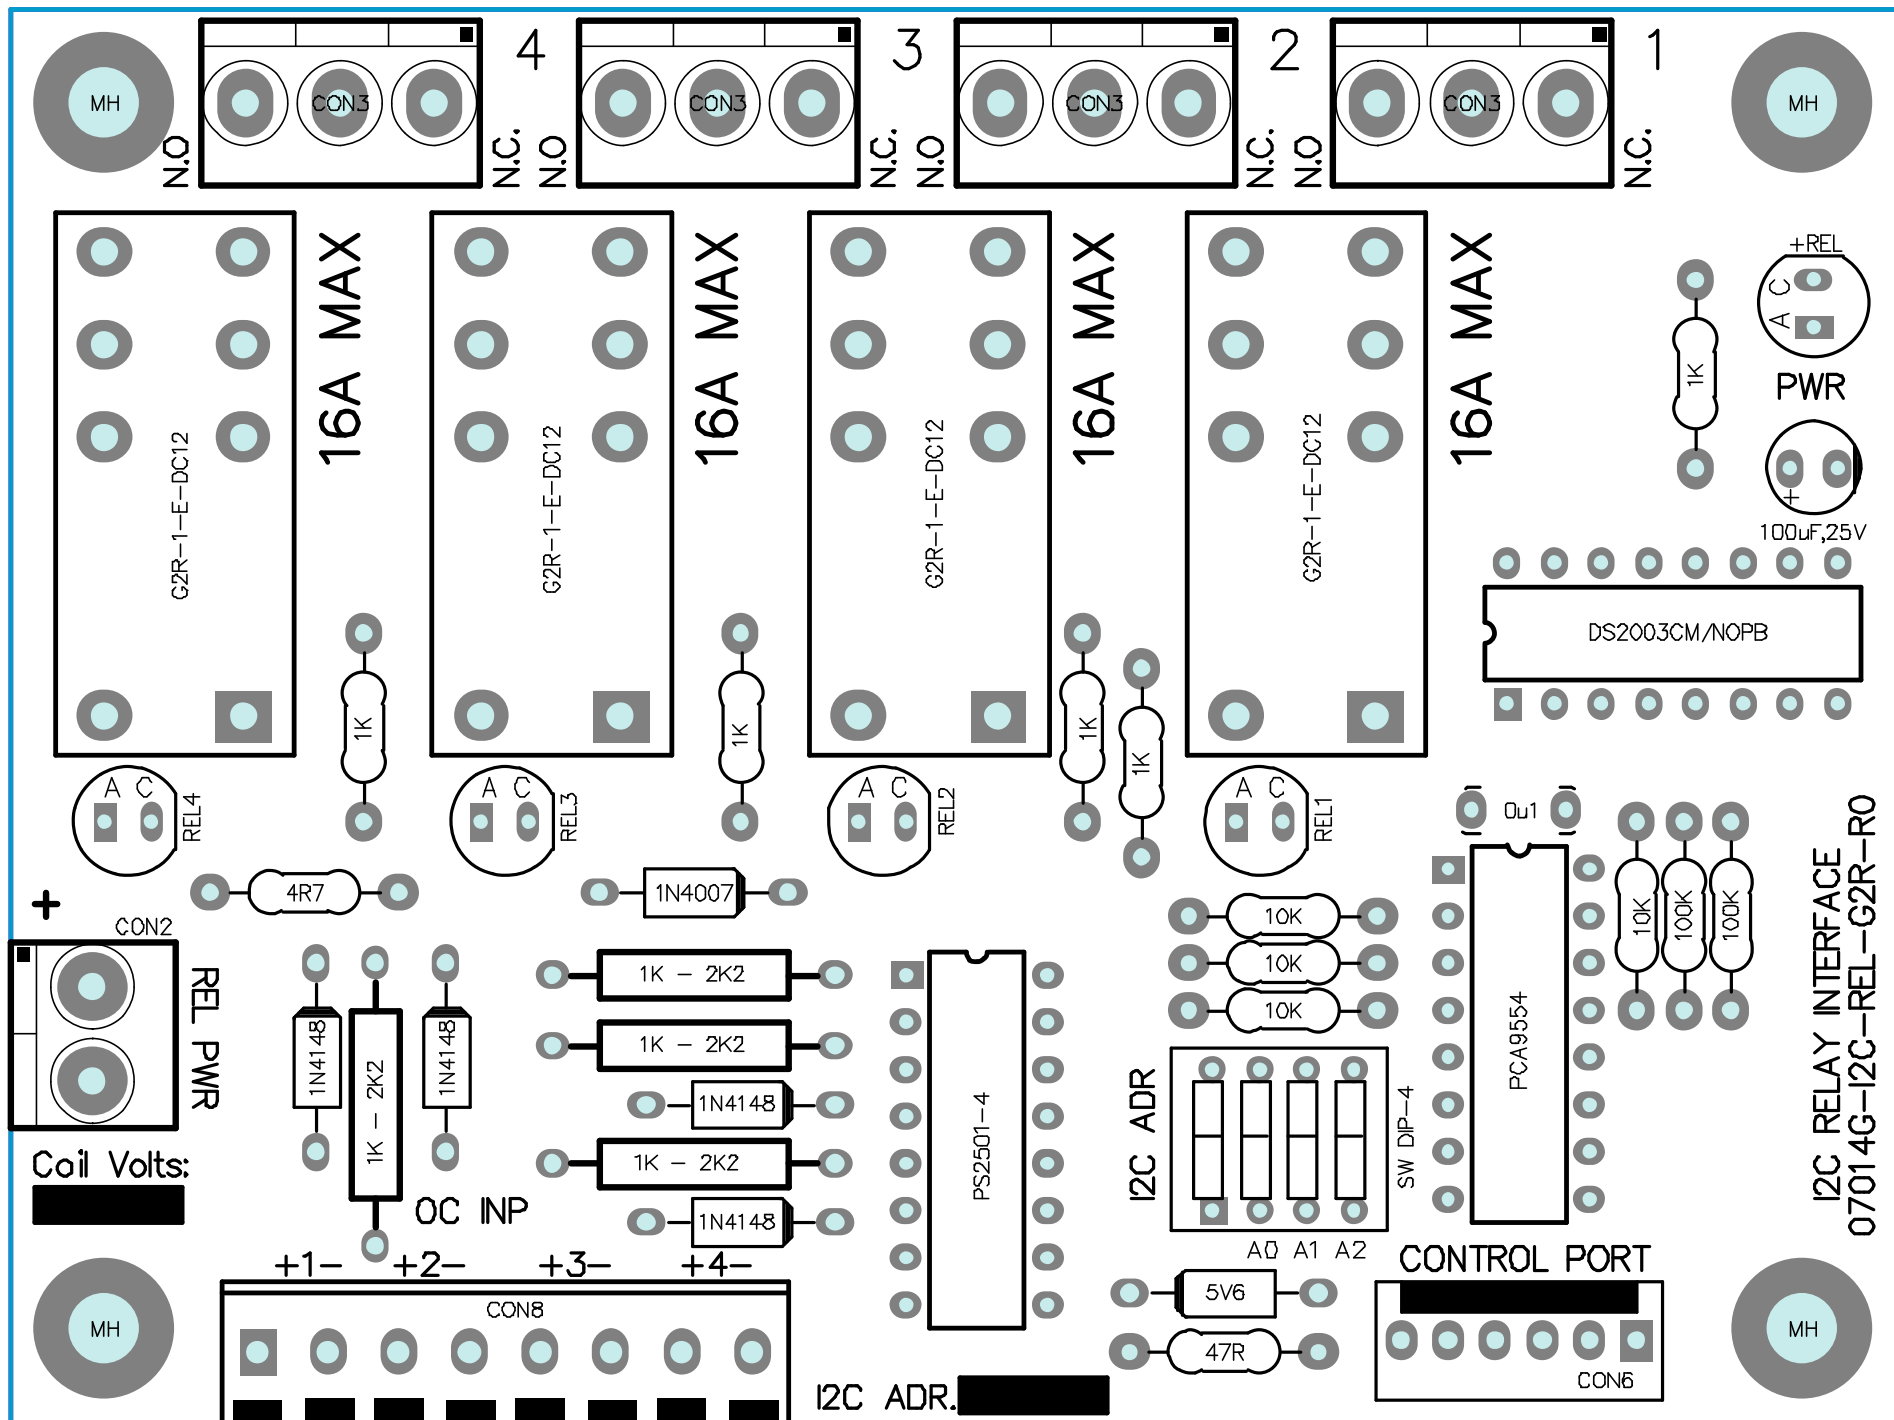 4
3
2
1
MH
CON3
CON3
CON3
CON3
MH
N.O
N.C.
N.O
N.C.
N.O
N.C.
N.O
N.C.
16A MAX
16A MAX
16A MAX
16A MAX
G2R-1-E-DC12
G2R-1-E-DC12
G2R-1-E-DC12
G2R-1-E-DC12
+REL
A C
1K
PWR
+
100uF,25V
DS2003CM/NOPB
1K
1K
1K
1K
A C
REL4
A C
REL3
A C
REL2
A C
REL1
0u1
4R7
1N4007
10K
10K
10K
10K
100K
100K
+
CON2
REL PWR
1N4148
1K - 2K2
1N4148
1K - 2K2
1K - 2K2
1N4148
1K - 2K2
1N4148
PS2501-4
I2C ADR
SW DIP-4
A0 A1 A2
PCA9554
I2C RELAY INTERFACE
07014G-I2C-REL-G2R-R0
Coil Volts:
OC INP
+1- +2- +3- +4-
CON8
MH
5V6
47R
I2C ADR.
CONTROL PORT
CON6
MH